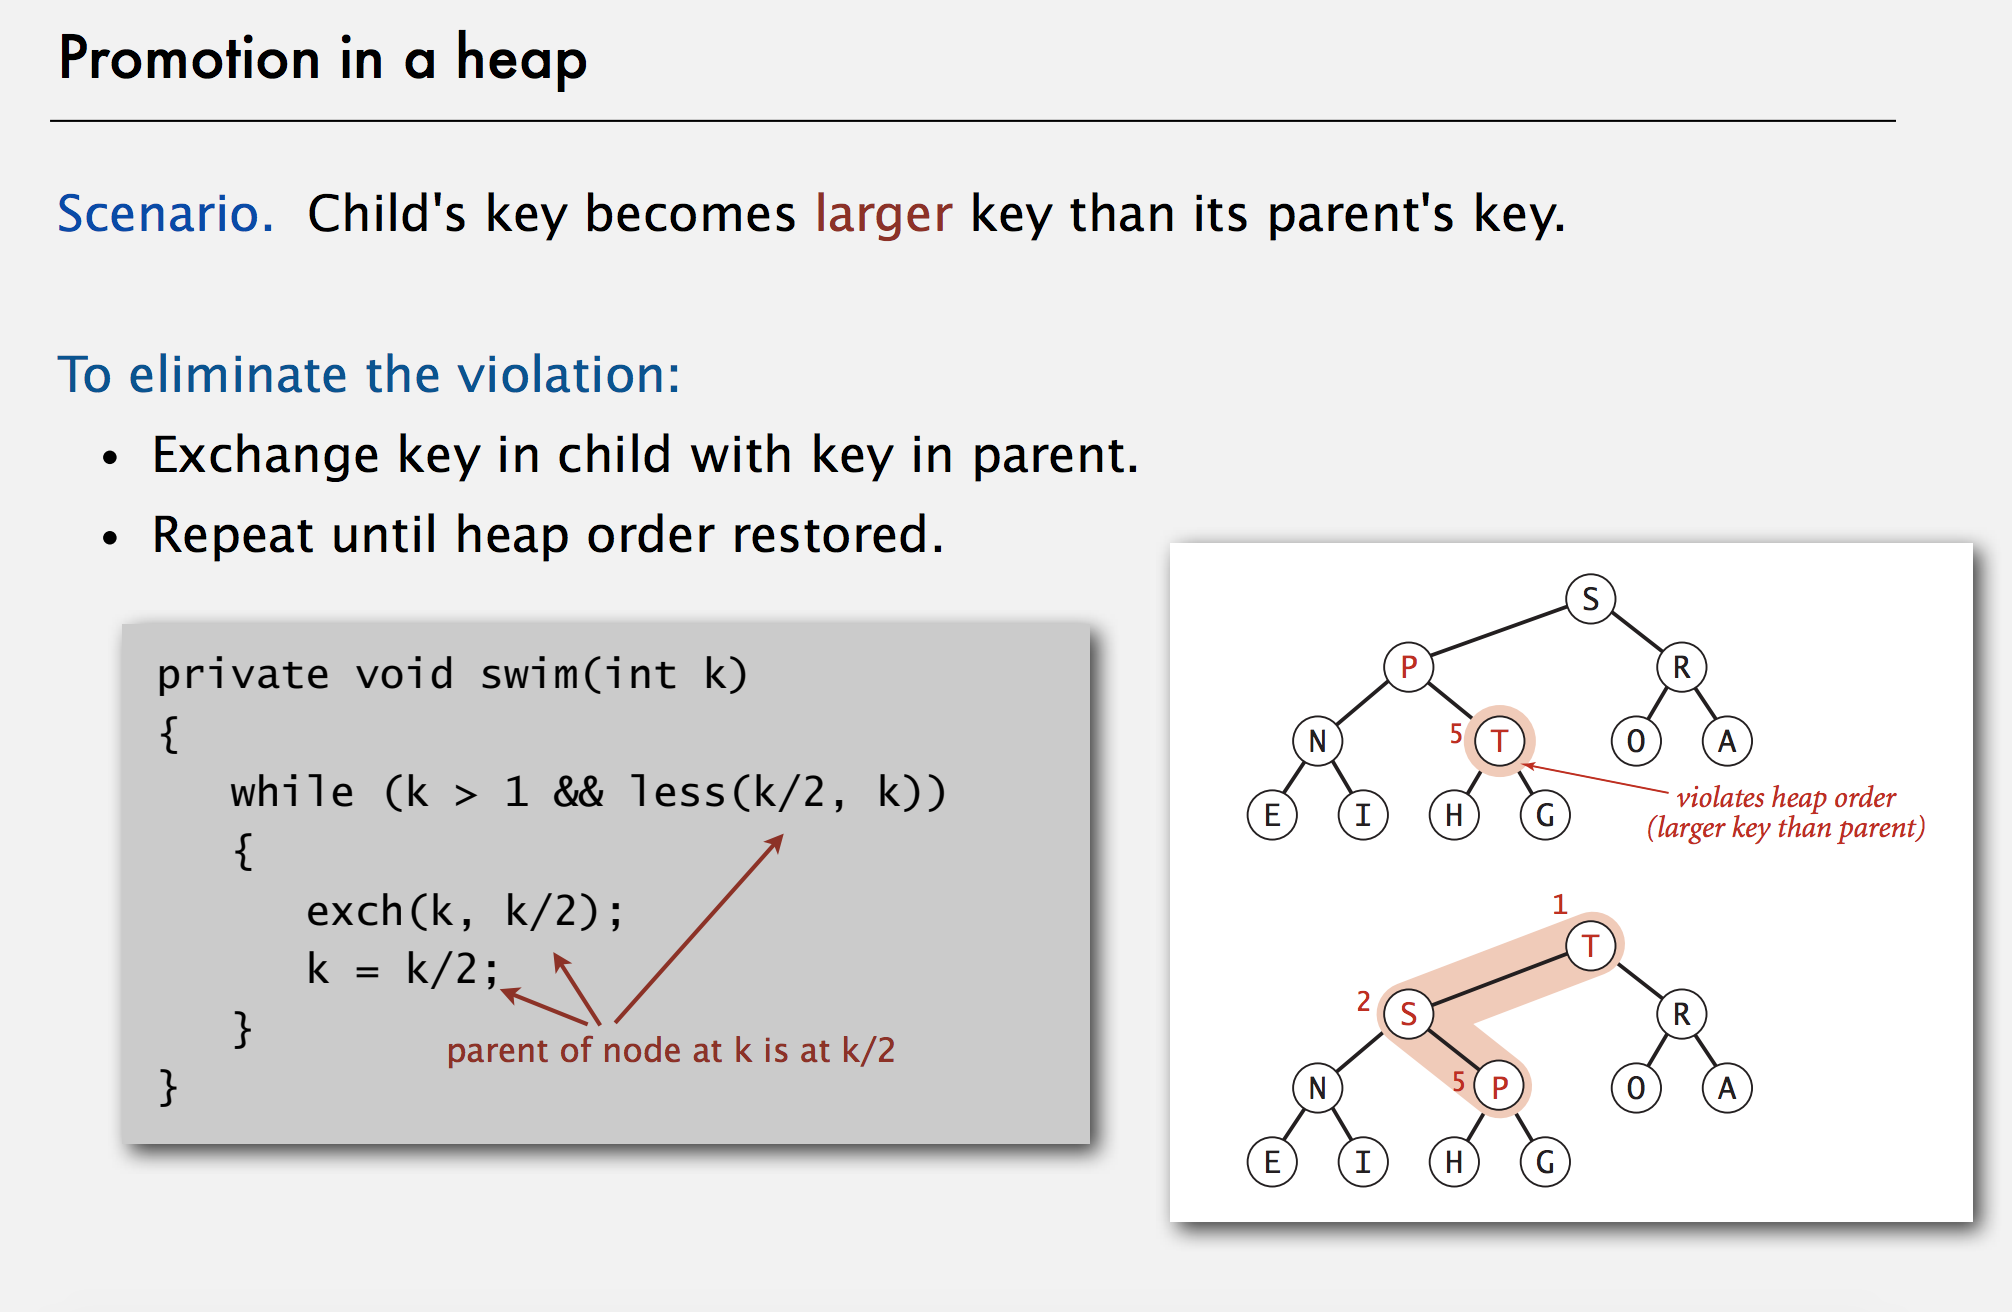 Promotion in a heap
Scenario. Child's key becomes larger key than its parent's key.
To eliminate the violation:
• Exchange key in child with key in parent.
• Repeat until heap order restored.
private void swim(int k)
{
while (k > 1 && less(k/2, k))
{
exch(k, k/2);
k = k/2;
}
parent of node at k is at k/2
}
S
P R
N 5 T O A
violates heap order
(larger key than parent)
E I H G
1
T
2 S R
N 5 P O A
E I H G